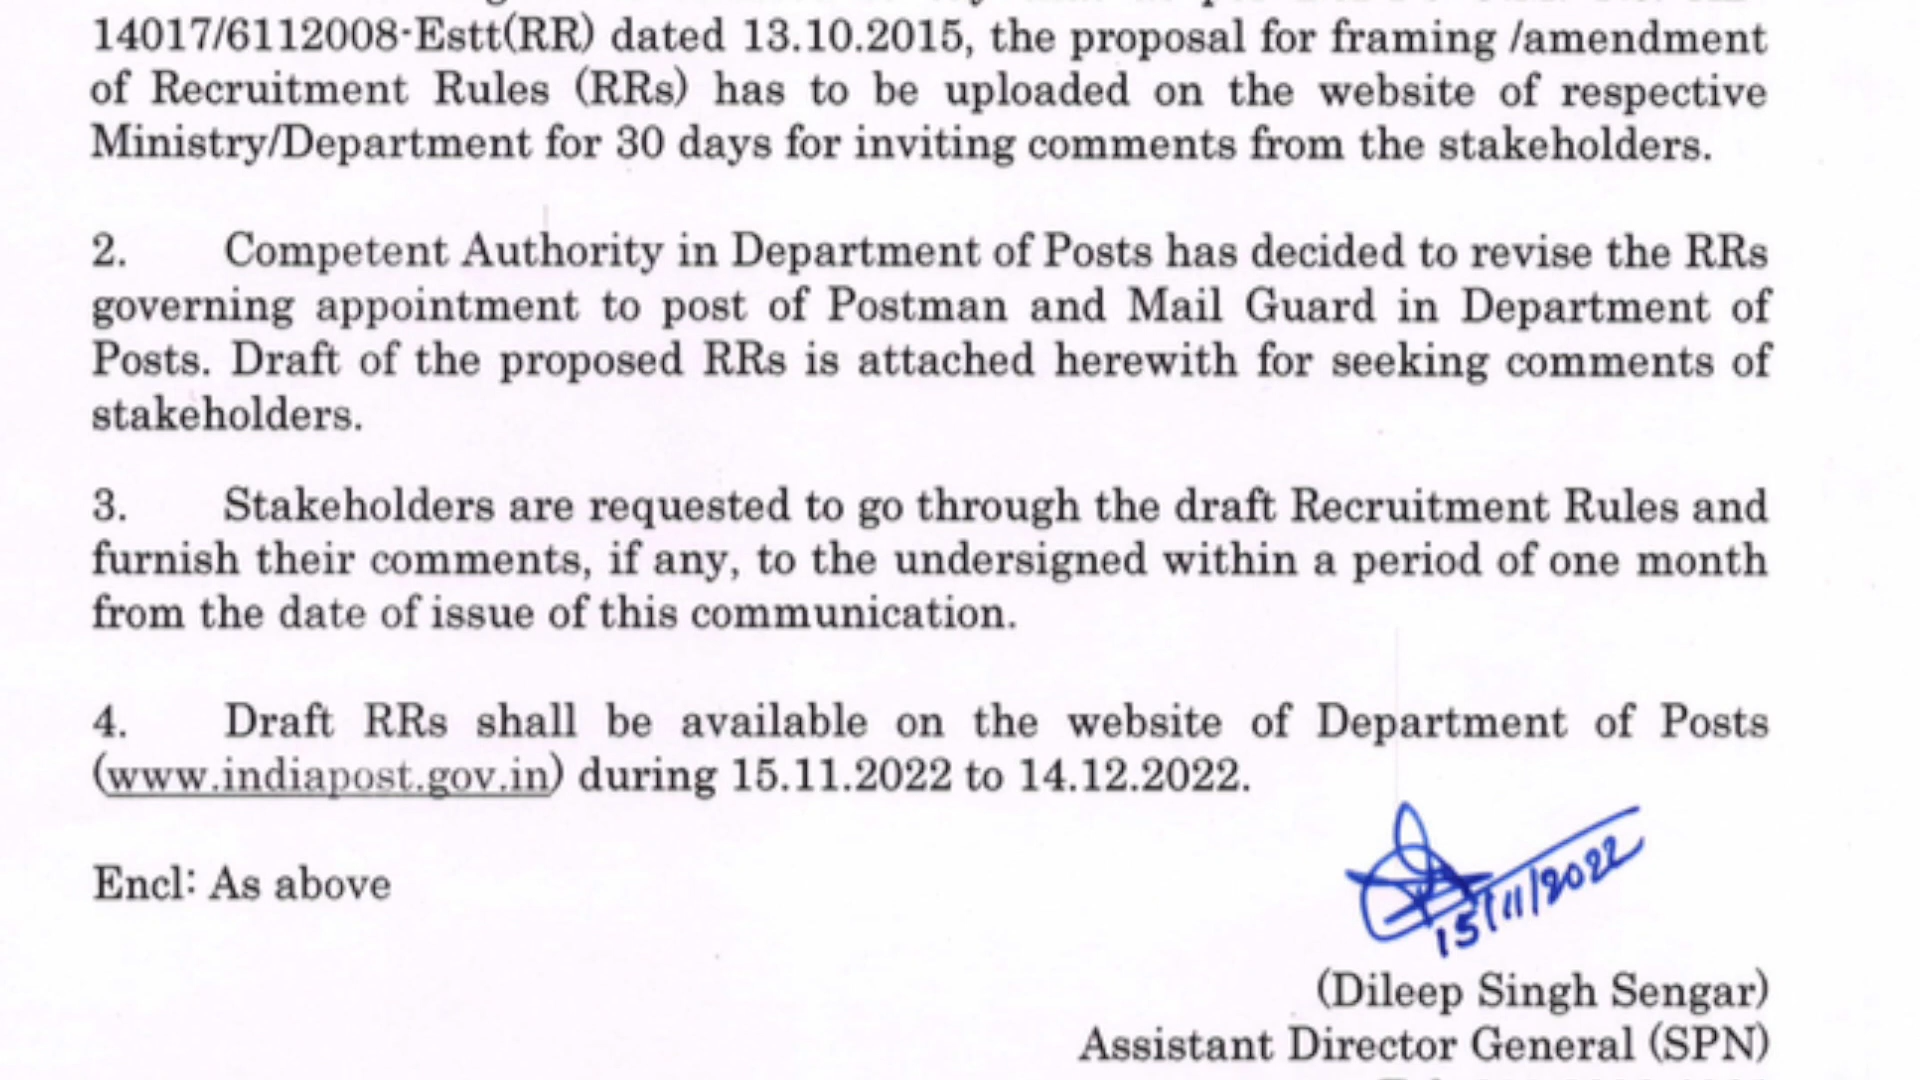 14017/6112008-Estt(RR) dated 13.10.2015, the proposal for framing /amendment
of Recruitment Rules (RRs) has to be uploaded on the website of respective
Ministry/Department for 30 days for inviting comments from the stakeholders.
2. Competent Authority in Department of Posts has decided to revise the RRs
governing appointment to post of Postman and Mail Guard in Department of
Posts. Draft of the proposed RRs is attached herewith for seeking comments of
stakeholders.
3. Stakeholders are requested to go through the draft Recruitment Rules and
furnish their comments, if any, to the undersigned within a period of one month
from the date of issue of this communication.
4. Draft RRs shall be available on the website of Department of Posts
(www.indiapost.gov.in) during 15.11.2022 to 14.12.2022.
Encl: As above
15/11/2022
(Dileep Singh Sengar)
Assistant Director General (SPN)